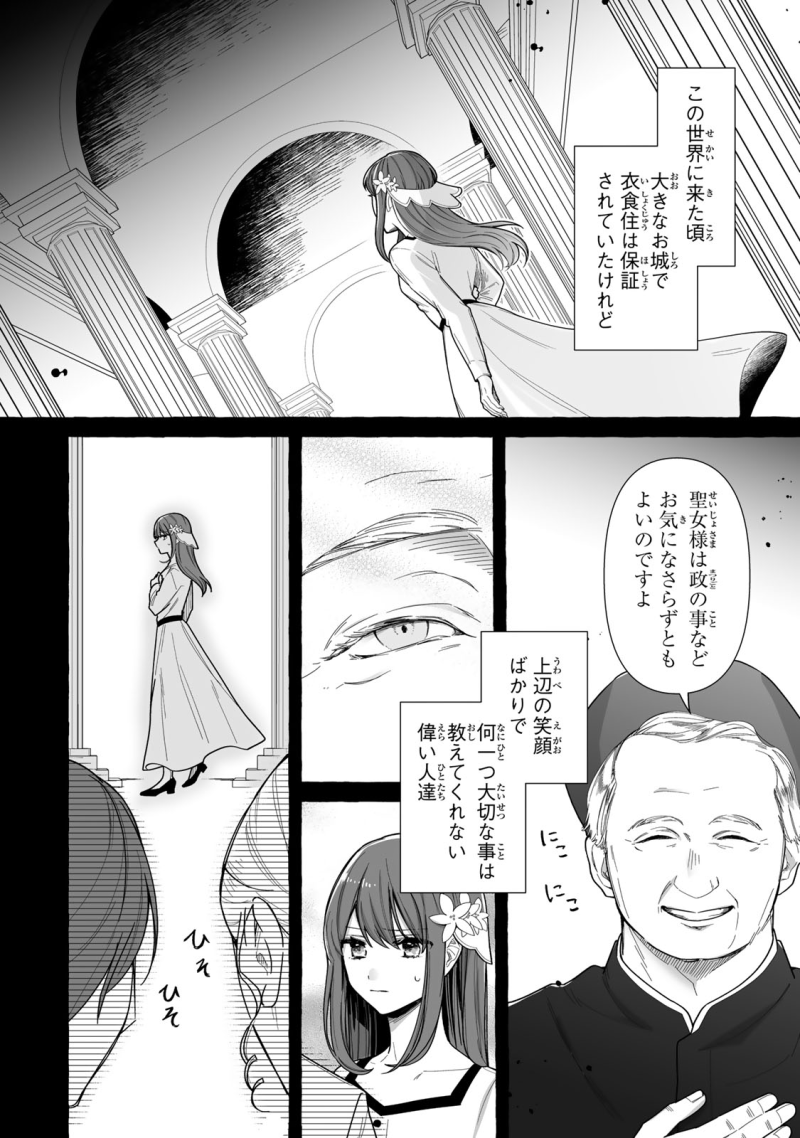 この世界に来た頃
大きなお城で
衣食住は保証
されていたけれど
聖女様は政の事など
お気になさらずとも
よいのですよ
にこ
にこ
上辺の笑顔
ばかりで
何一つ大切な事は
教えてくれない
偉い人達
ひそ
ひそ